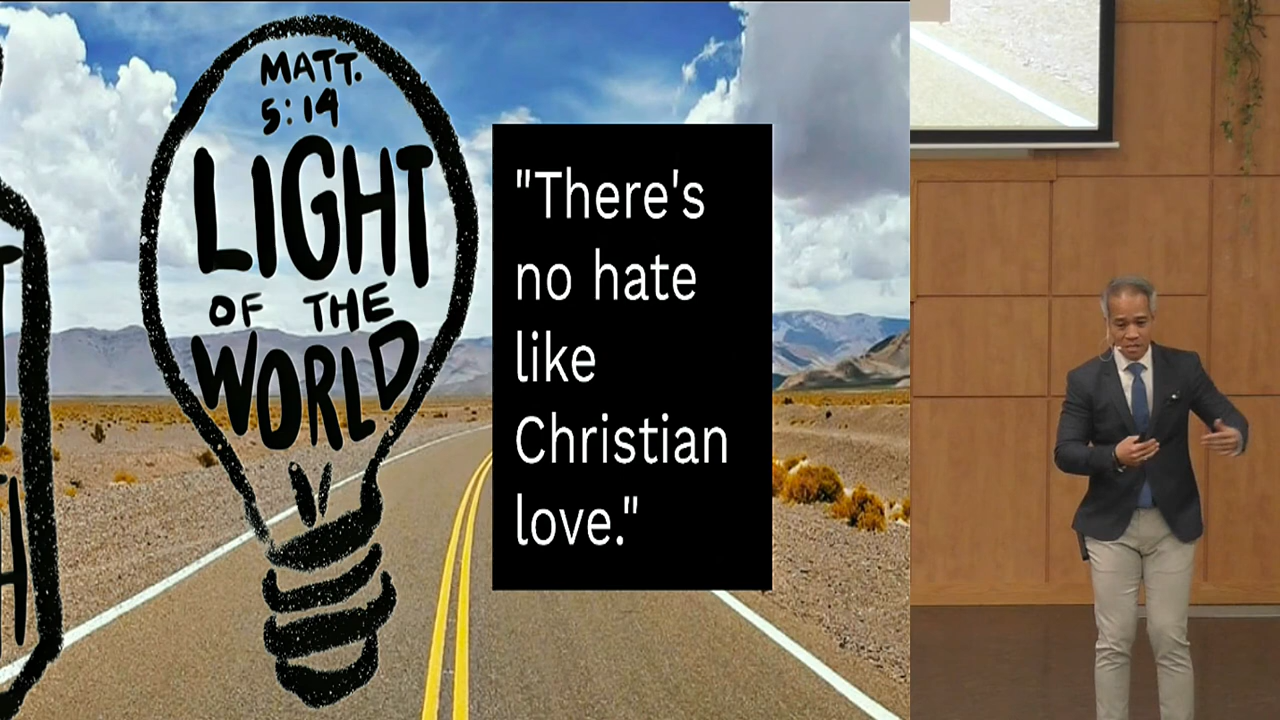 MATT.
5:14
LIGHT
OF THE
WORLD
"There's
no hate
like
Christian
love."